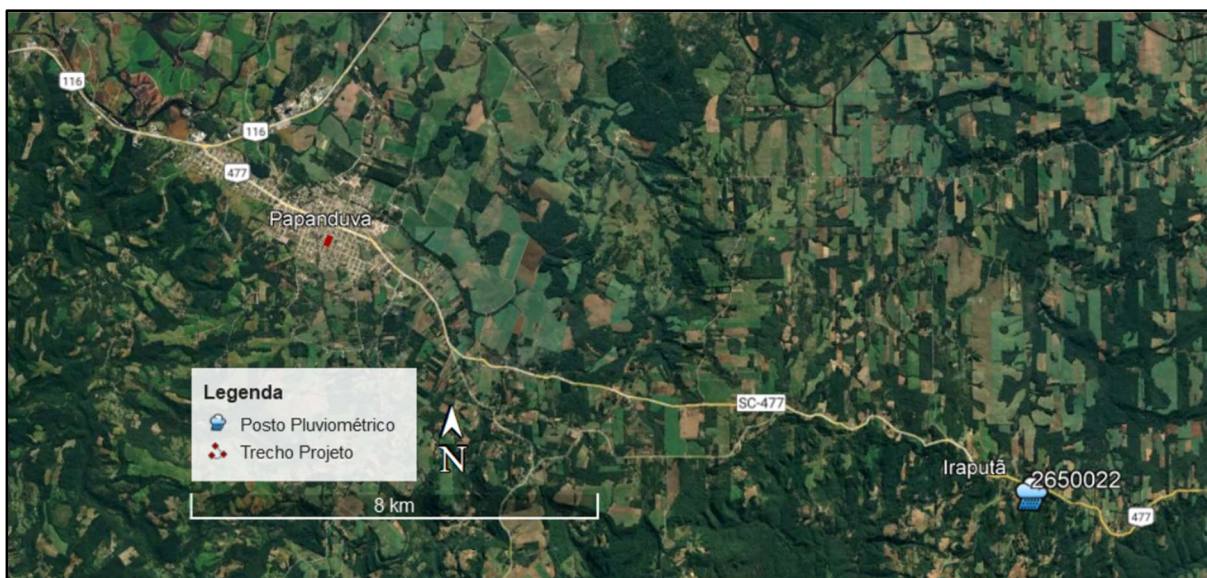 116
116
477
Papanduva
Legenda
Posto Pluviométrico
Trecho Projeto
N
8 km
SC-477
Iraputã
2650022
477